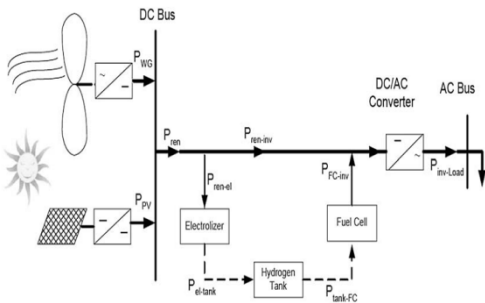 DC Bus
P_WG
DC/AC
Converter
AC Bus
P_ren
P_ren-inv
P_ren-el
P_FC-inv
P_inv-Load
P_PV
Electrolizer
Fuel Cell
Hydrogen
Tank
P_el-tank
P_tank-FC